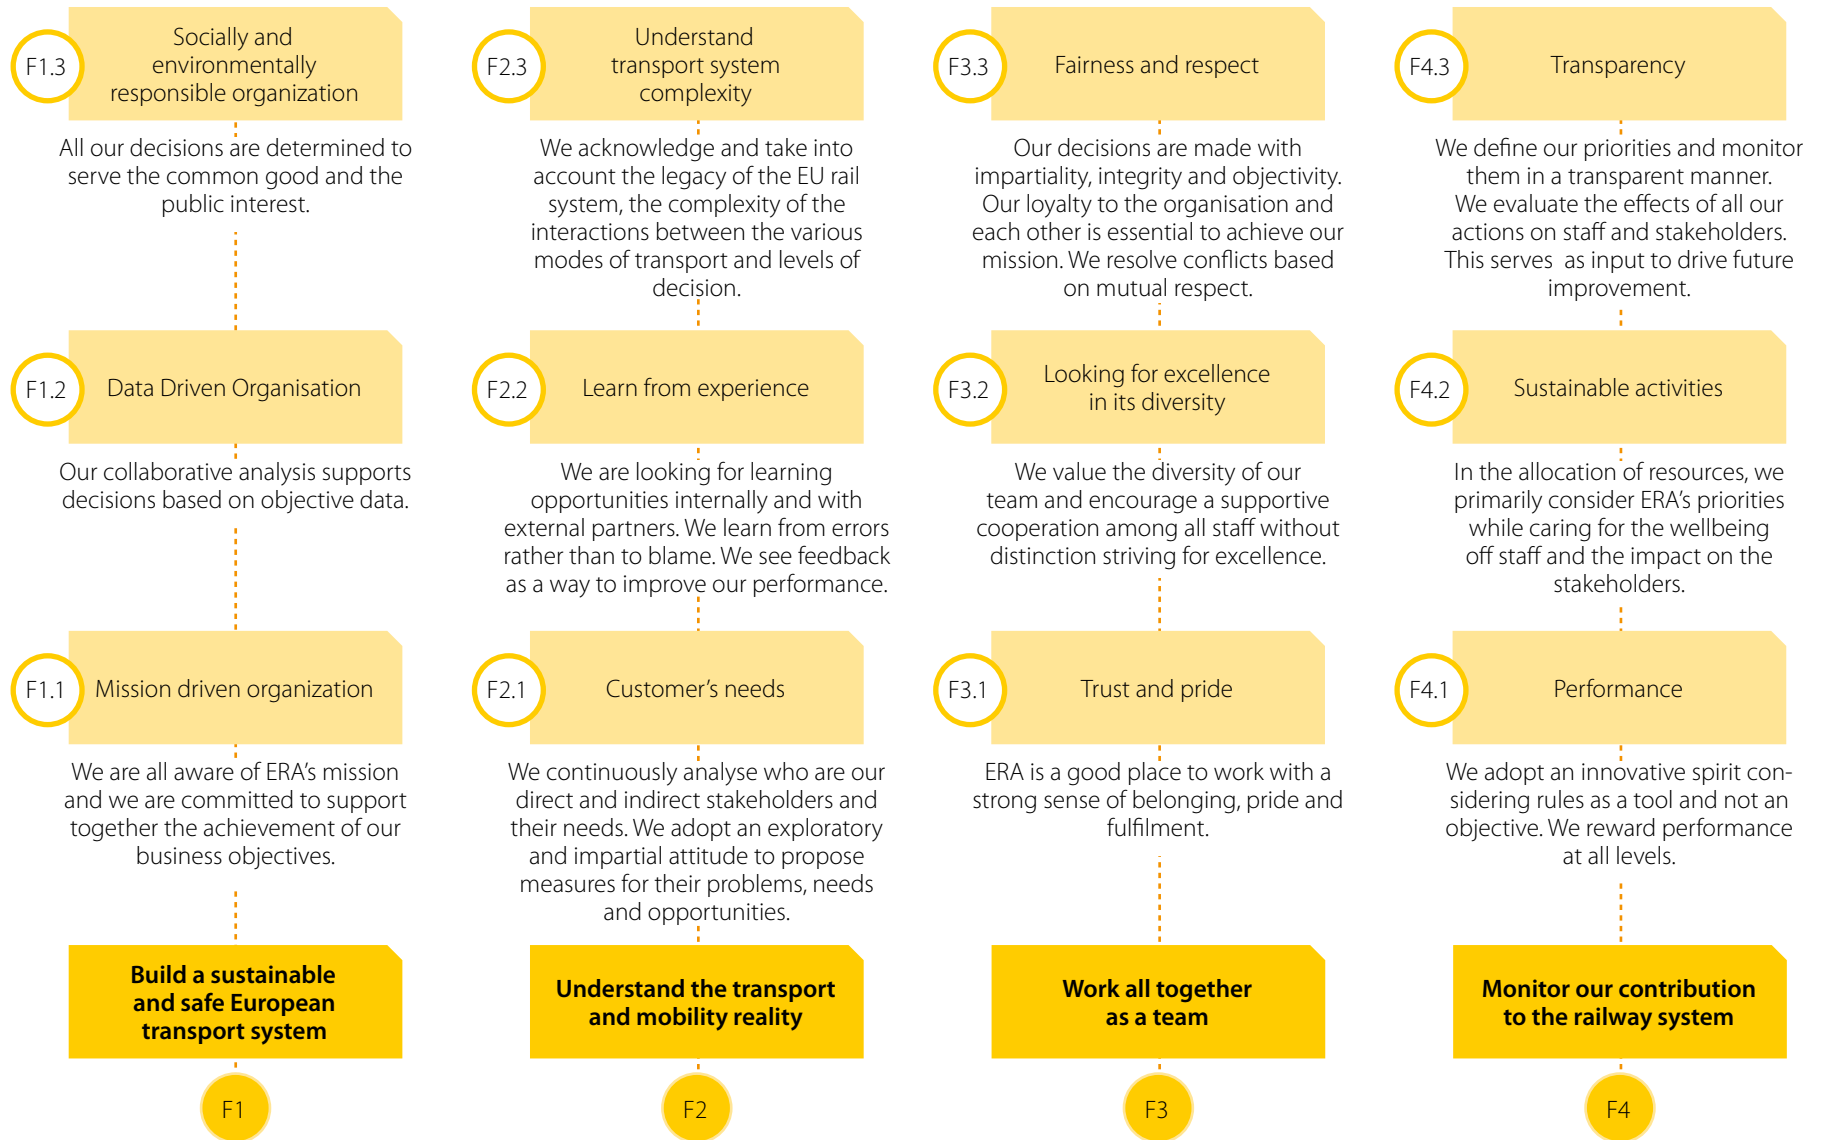 F1.3
Socially and
environmentally
responsible organization
All our decisions are determined to
serve the common good and the
public interest.
F1.2
Data Driven Organisation
Our collaborative analysis supports
decisions based on objective data.
F1.1
Mission driven organization
We are all aware of ERA’s mission
and we are committed to support
together the achievement of our
business objectives.
Build a sustainable
and safe European
transport system
F1
F2.3
Understand
transport system
complexity
We acknowledge and take into
account the legacy of the EU rail
system, the complexity of the
interactions between the various
modes of transport and levels of
decision.
F2.2
Learn from experience
We are looking for learning
opportunities internally and with
external partners. We learn from errors
rather than to blame. We see feedback
as a way to improve our performance.
F2.1
Customer’s needs
We continuously analyse who are our
direct and indirect stakeholders and
their needs. We adopt an exploratory
and impartial attitude to propose
measures for their problems, needs
and opportunities.
Understand the transport
and mobility reality
F2
F3.3
Fairness and respect
Our decisions are made with
impartiality, integrity and objectivity.
Our loyalty to the organisation and
each other is essential to achieve our
mission. We resolve conflicts based
on mutual respect.
F3.2
Looking for excellence
in its diversity
We value the diversity of our
team and encourage a supportive
cooperation among all staff without
distinction striving for excellence.
F3.1
Trust and pride
ERA is a good place to work with a
strong sense of belonging, pride and
fulfilment.
Work all together
as a team
F3
F4.3
Transparency
We define our priorities and monitor
them in a transparent manner.
We evaluate the effects of all our
actions on staff and stakeholders.
This serves as input to drive future
improvement.
F4.2
Sustainable activities
In the allocation of resources, we
primarily consider ERA’s priorities
while caring for the wellbeing
off staff and the impact on the
stakeholders.
F4.1
Performance
We adopt an innovative spirit con-
sidering rules as a tool and not an
objective. We reward performance
at all levels.
Monitor our contribution
to the railway system
F4